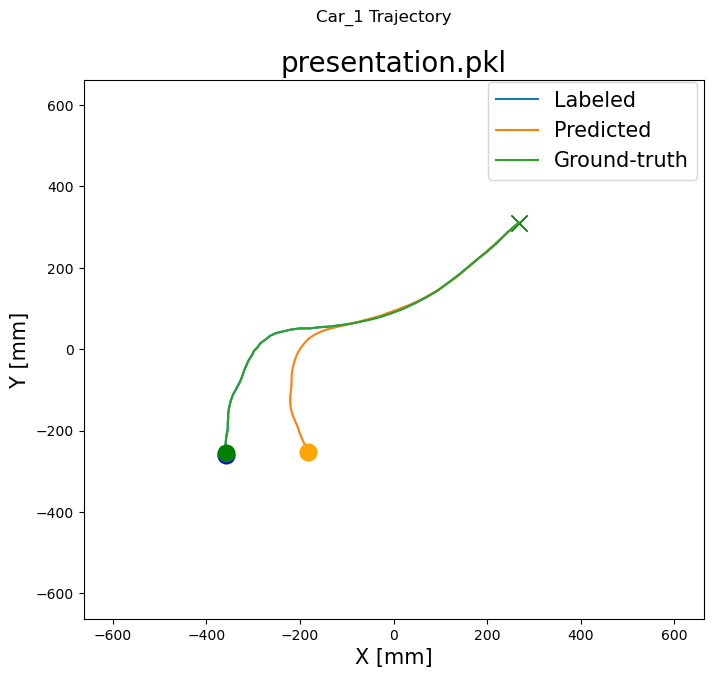 Car_1 Trajectory
presentation.pkl
Labeled
Predicted
Ground-truth
600
400
200
0
−200
−400
−600
Y [mm]
−600 −400 −200 0 200 400 600
X [mm]